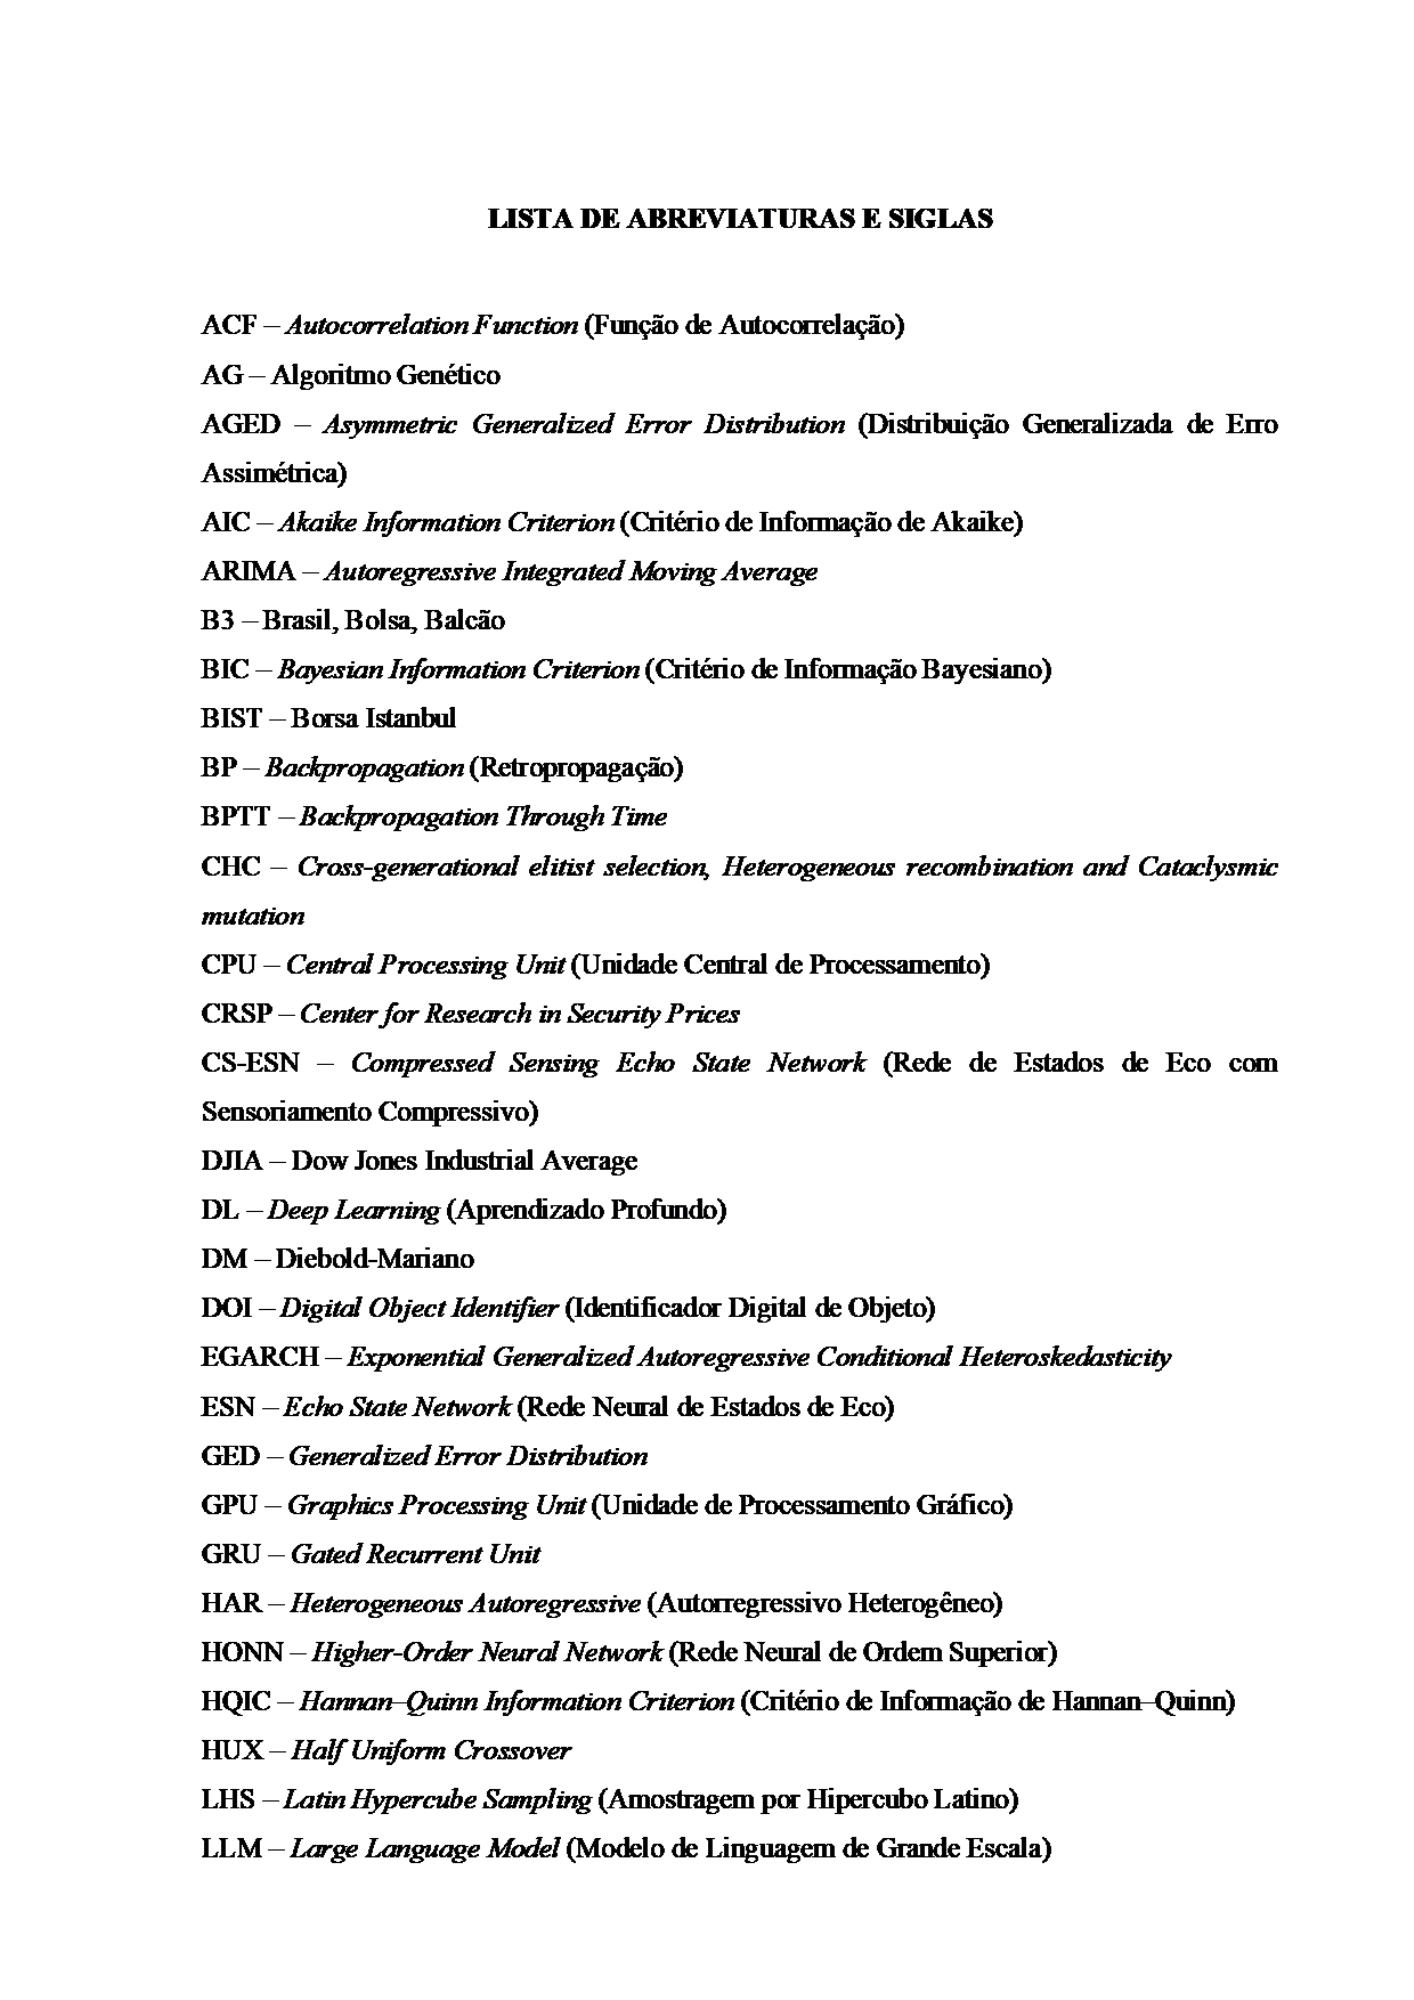 LISTA DE ABREVIATURAS E SIGLAS
ACF – Autocorrelation Function (Função de Autocorrelação)
AG – Algoritmo Genético
AGED – Asymmetric Generalized Error Distribution (Distribuição Generalizada de Erro
Assimétrica)
AIC – Akaike Information Criterion (Critério de Informação de Akaike)
ARIMA – Autoregressive Integrated Moving Average
B3 – Brasil, Bolsa, Balcão
BIC – Bayesian Information Criterion (Critério de Informação Bayesiano)
BIST – Borsa Istanbul
BP – Backpropagation (Retropropagação)
BPTT – Backpropagation Through Time
CHC – Cross-generational elitist selection, Heterogeneous recombination and Cataclysmic
mutation
CPU – Central Processing Unit (Unidade Central de Processamento)
CRSP – Center for Research in Security Prices
CS-ESN – Compressed Sensing Echo State Network (Rede de Estados de Eco com
Sensoriamento Compressivo)
DJIA – Dow Jones Industrial Average
DL – Deep Learning (Aprendizado Profundo)
DM – Diebold-Mariano
DOI – Digital Object Identifier (Identificador Digital de Objeto)
EGARCH – Exponential Generalized Autoregressive Conditional Heteroskedasticity
ESN – Echo State Network (Rede Neural de Estados de Eco)
GED – Generalized Error Distribution
GPU – Graphics Processing Unit (Unidade de Processamento Gráfico)
GRU – Gated Recurrent Unit
HAR – Heterogeneous Autoregressive (Autorregressivo Heterogêneo)
HONN – Higher-Order Neural Network (Rede Neural de Ordem Superior)
HQIC – Hannan–Quinn Information Criterion (Critério de Informação de Hannan–Quinn)
HUX – Half Uniform Crossover
LHS – Latin Hypercube Sampling (Amostragem por Hipercubo Latino)
LLM – Large Language Model (Modelo de Linguagem de Grande Escala)